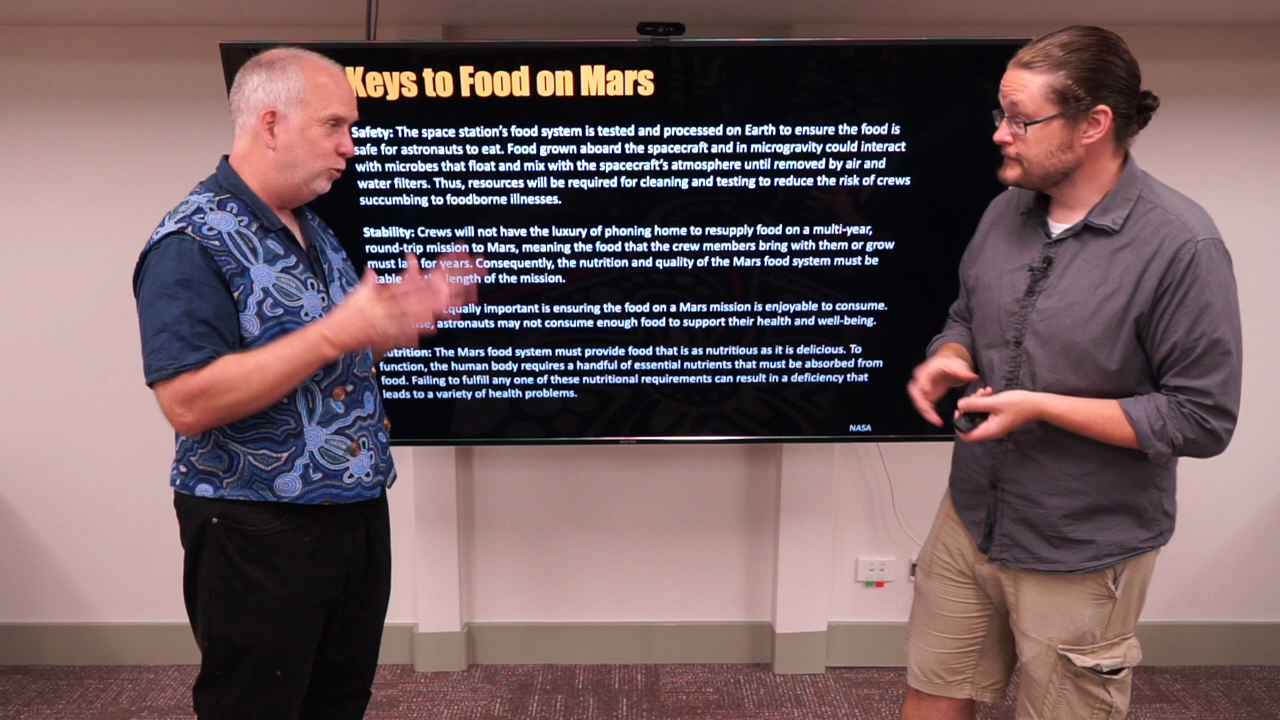 Keys to Food on Mars
Safety: The space station's food system is tested and processed on Earth to ensure the food is
safe for astronauts to eat. Food grown aboard the spacecraft and in microgravity could interact
with microbes that float and mix with the spacecraft's atmosphere until removed by air and
water filters. Thus, resources will be required for cleaning and testing to reduce the risk of crews
succumbing to foodborne illnesses.
Stability: Crews will not have the luxury of phoning home to resupply food on a multi-year,
round-trip mission to Mars, meaning the food that the crew members bring with them or grow
must last for years. Consequently, the nutrition and quality of the Mars food system must be
length of the mission.
Equally important is ensuring the food on a Mars mission is enjoyable to consume.
astronauts may not consume enough food to support their health and well-being.
Nutrition: The Mars food system must provide food that is as nutritious as it is delicious. To
function, the human body requires a handful of essential nutrients that must be absorbed from
food. Failing to fulfill any one of these nutritional requirements can result in a deficiency that
leads to a variety of health problems.
NASA